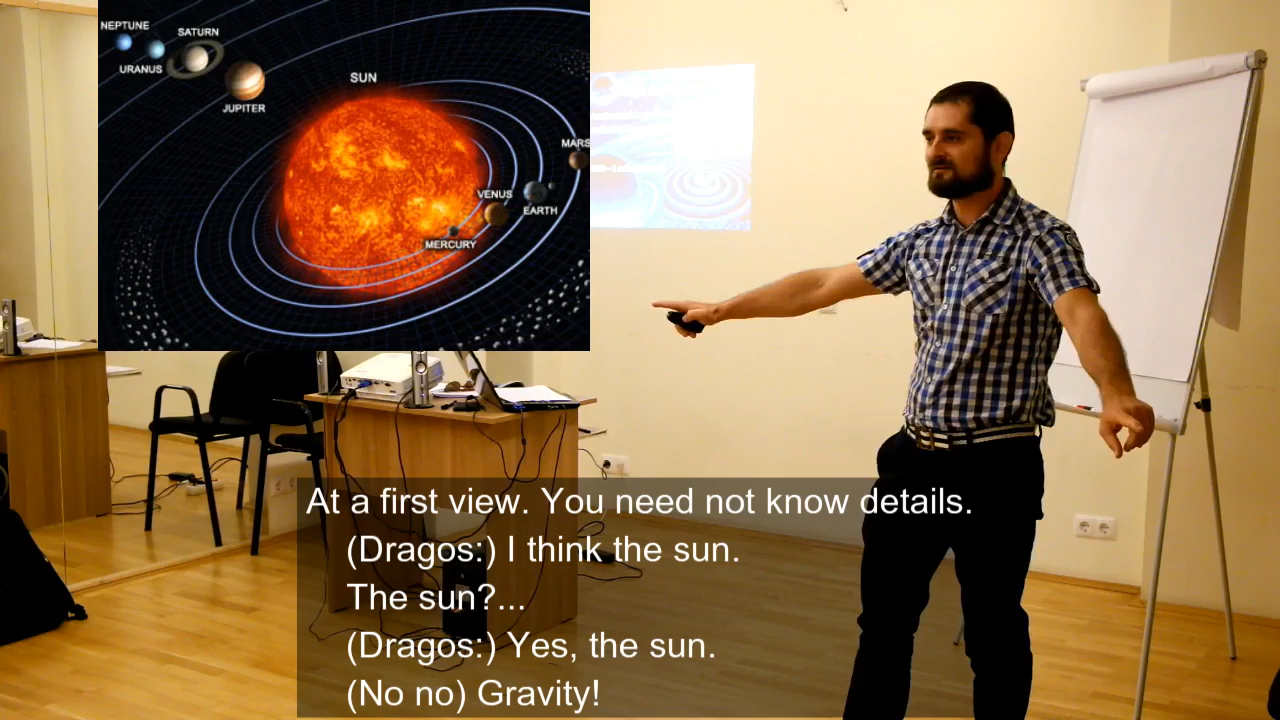 NEPTUNE
SATURN
URANUS
SUN
JUPITER
MARS
VENUS
EARTH
MERCURY
At a first view. You need not know details.
(Dragos:) I think the sun.
The sun?...
(Dragos:) Yes, the sun.
(No no) Gravity!